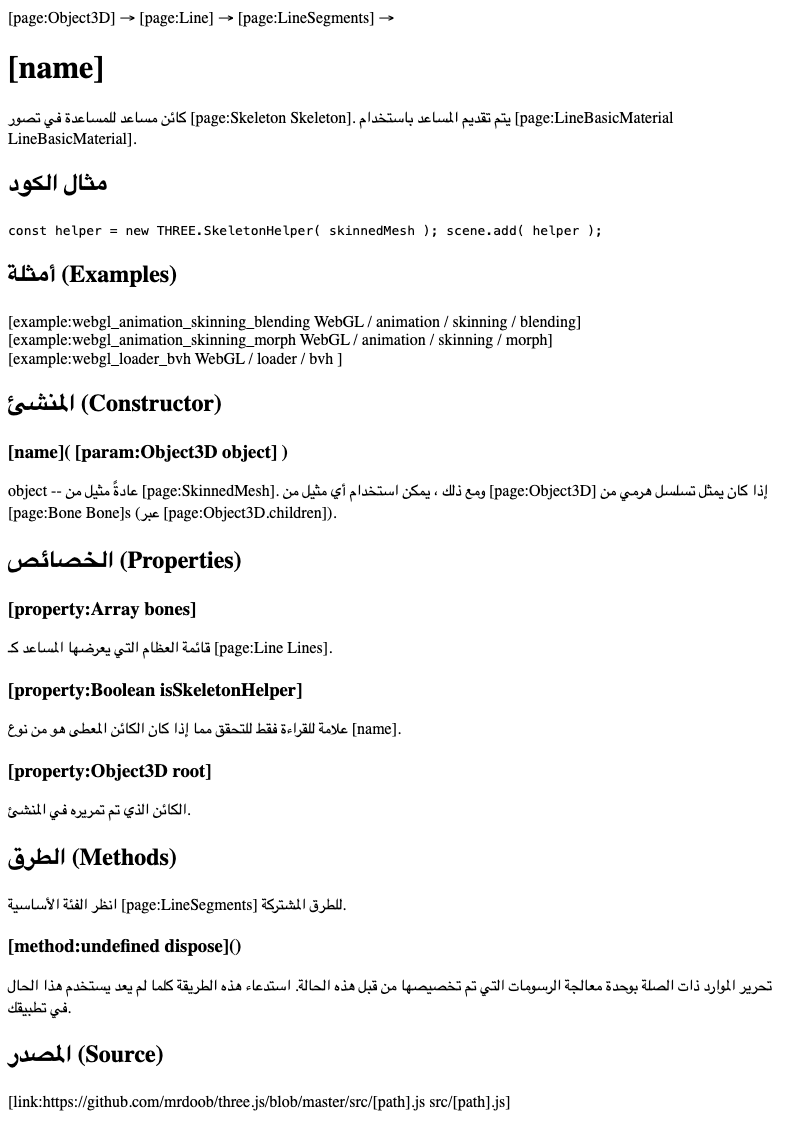 [page:Object3D] → [page:Line] → [page:LineSegments] →
[name]
كائن مساعد للمساعدة في تصور [page:Skeleton Skeleton]. يتم تقديم المساعد باستخدام [page:LineBasicMaterial
LineBasicMaterial].
مثال الكود
const helper = new THREE.SkeletonHelper( skinnedMesh ); scene.add( helper );
أمثلة (Examples)
[example:webgl_animation_skinning_blending WebGL / animation / skinning / blending]
[example:webgl_animation_skinning_morph WebGL / animation / skinning / morph]
[example:webgl_loader_bvh WebGL / loader / bvh ]
المنشئ (Constructor)
[name]( [param:Object3D object] )
object -- عادةً مثيل من [page:SkinnedMesh]. ومع ذلك ، يمكن استخدام أي مثيل من [page:Object3D] إذا كان يمثل تسلسل هرمي من
[page:Bone Bone]s (عبر [page:Object3D.children]).
الخصائص (Properties)
[property:Array bones]
قائمة العظام التي يعرضها المساعد كـ [page:Line Lines].
[property:Boolean isSkeletonHelper]
علامة للقراءة فقط للتحقق مما إذا كان الكائن المعطى هو من نوع [name].
[property:Object3D root]
الكائن الذي تم تمريره في المنشئ.
الطرق (Methods)
انظر الفئة الأساسية [page:LineSegments] للطرق المشتركة.
[method:undefined dispose]()
تحرير الموارد ذات الصلة بوحدة معالجة الرسومات التي تم تخصيصها من قبل هذه الحالة. استدعاء هذه الطريقة كلما لم يعد يستخدم هذا الحال
في تطبيقك.
المصدر (Source)
[link:https://github.com/mrdoob/three.js/blob/master/src/[path].js src/[path].js]